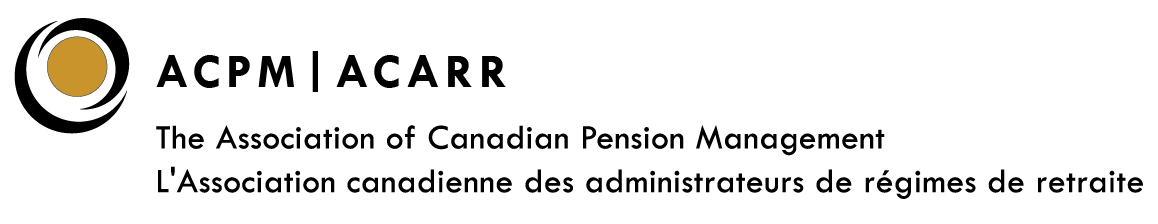 ACPM|ACARR
The Association of Canadian Pension Management
L'Association canadienne des administrateurs de régimes de retraite